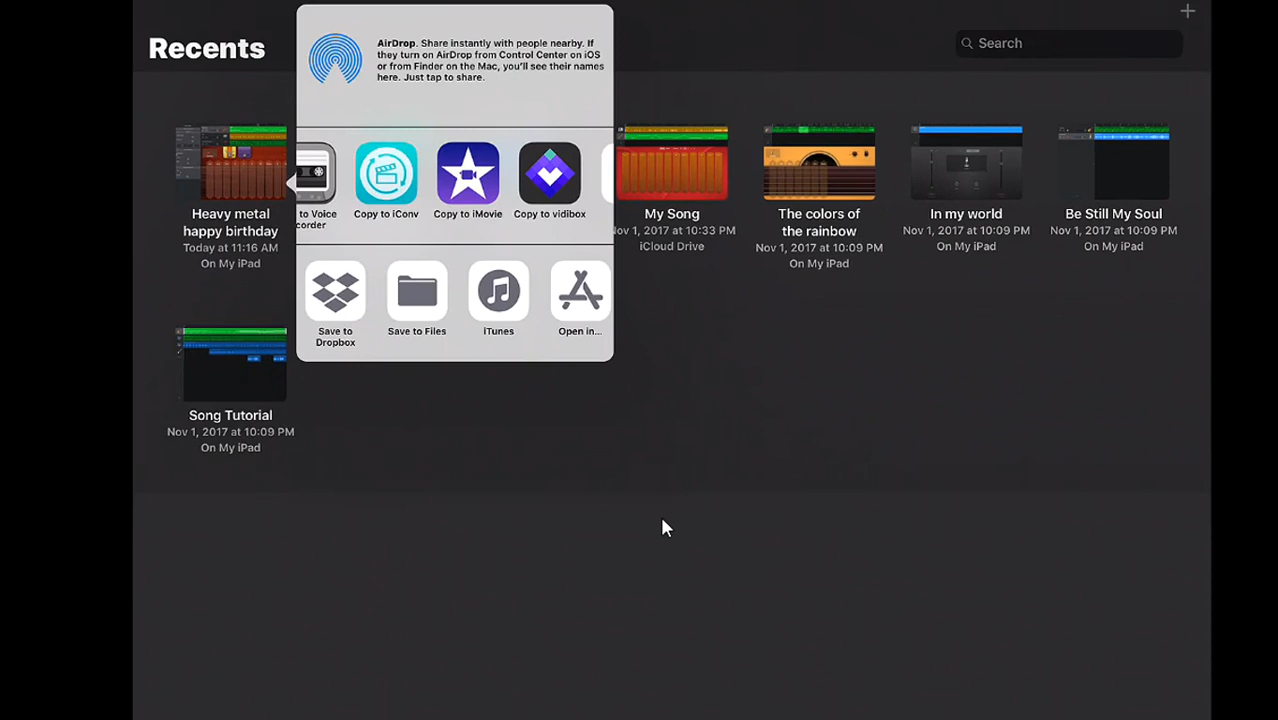 Recents
Search
AirDrop. Share instantly with people nearby. If
they turn on AirDrop from Control Center on iOS
or from Finder on the Mac, you'll see their names
here. Just tap to share.
to Voice
corder
Copy to iConv
Copy to iMovie
Copy to vidibox
Save to
Dropbox
Save to Files
iTunes
Open in...
Heavy metal
happy birthday
Today at 11:16 AM
On My iPad
My Song
Nov 1, 2017 at 10:33 PM
iCloud Drive
The colors of
the rainbow
Nov 1, 2017 at 10:09 PM
On My iPad
In my world
Nov 1, 2017 at 10:09 PM
On My iPad
Be Still My Soul
Nov 1, 2017 at 10:09 PM
On My iPad
Song Tutorial
Nov 1, 2017 at 10:09 PM
On My iPad